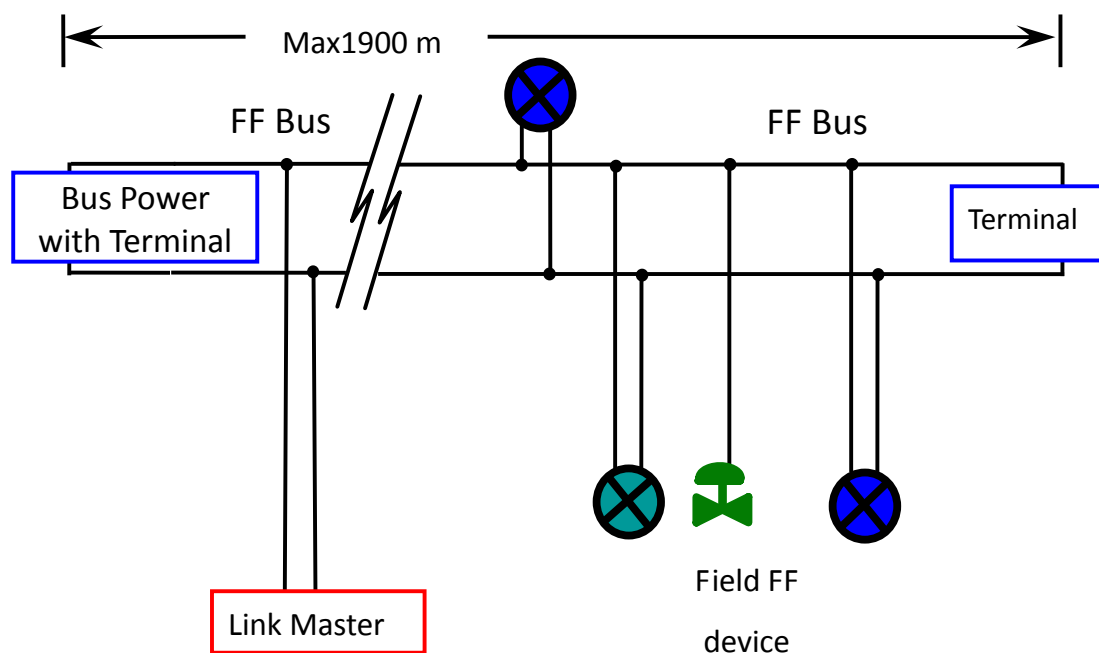 Max1900 m
FF Bus
FF Bus
Bus Power
with Terminal
Terminal
Field FF
device
Link Master